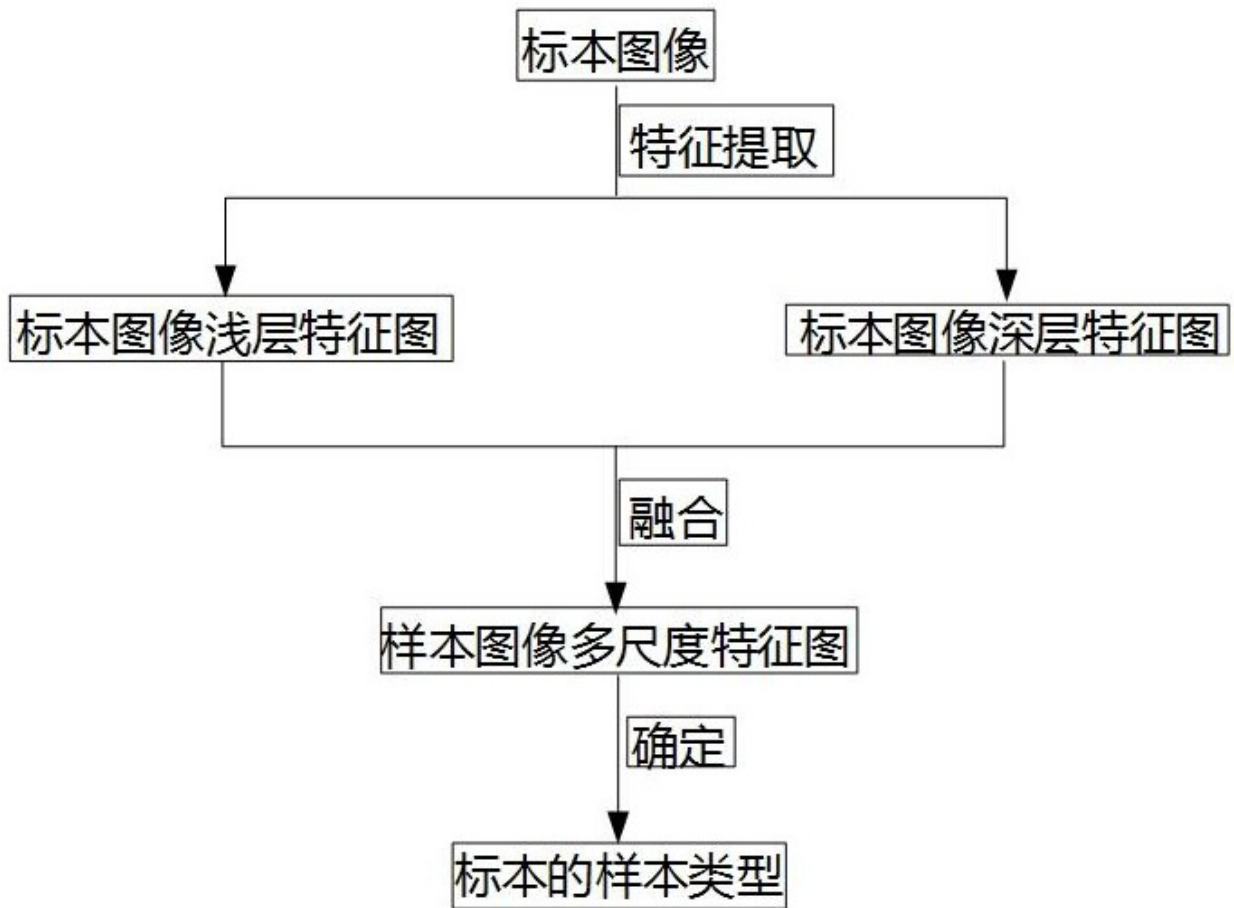 标本图像
特征提取
标本图像浅层特征图
标本图像深层特征图
融合
样本图像多尺度特征图
确定
标本的样本类型